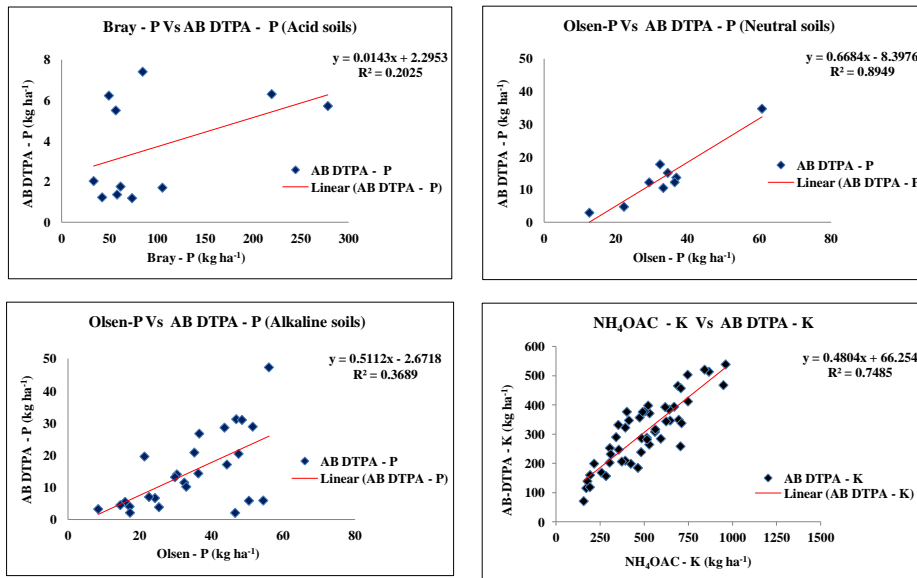 Bray - P Vs AB DTPA - P (Acid soils)
y = 0.0143x + 2.2953
R² = 0.2025
AB DTPA - P (kg ha⁻¹)
8
6
4
2
0
0 50 100 150 200 250 300
Bray - P (kg ha⁻¹)
AB DTPA - P
Linear (AB DTPA - P)
Olsen-P Vs AB DTPA - P (Neutral soils)
y = 0.6684x - 8.3976
R² = 0.8949
AB DTPA - P (kg ha⁻¹)
50
40
30
20
10
0
0 20 40 60 80
Olsen - P (kg ha⁻¹)
AB DTPA - P
Linear (AB DTPA - P
Olsen-P Vs AB DTPA - P (Alkaline soils)
y = 0.5112x - 2.6718
R² = 0.3689
AB DTPA - P (kg ha⁻¹)
50
40
30
20
10
0
0 20 40 60 80
Olsen - P (kg ha⁻¹)
AB DTPA - P
Linear (AB DTPA - P)
NH₄OAC - K Vs AB DTPA - K
y = 0.4804x + 66.254
R² = 0.7485
AB-DTPA - K (kg ha⁻¹)
600
500
400
300
200
100
0
0 250 500 750 1000 1250 1500
NH₄OAC - K (kg ha⁻¹)
AB DTPA - K
Linear (AB DTPA - K)